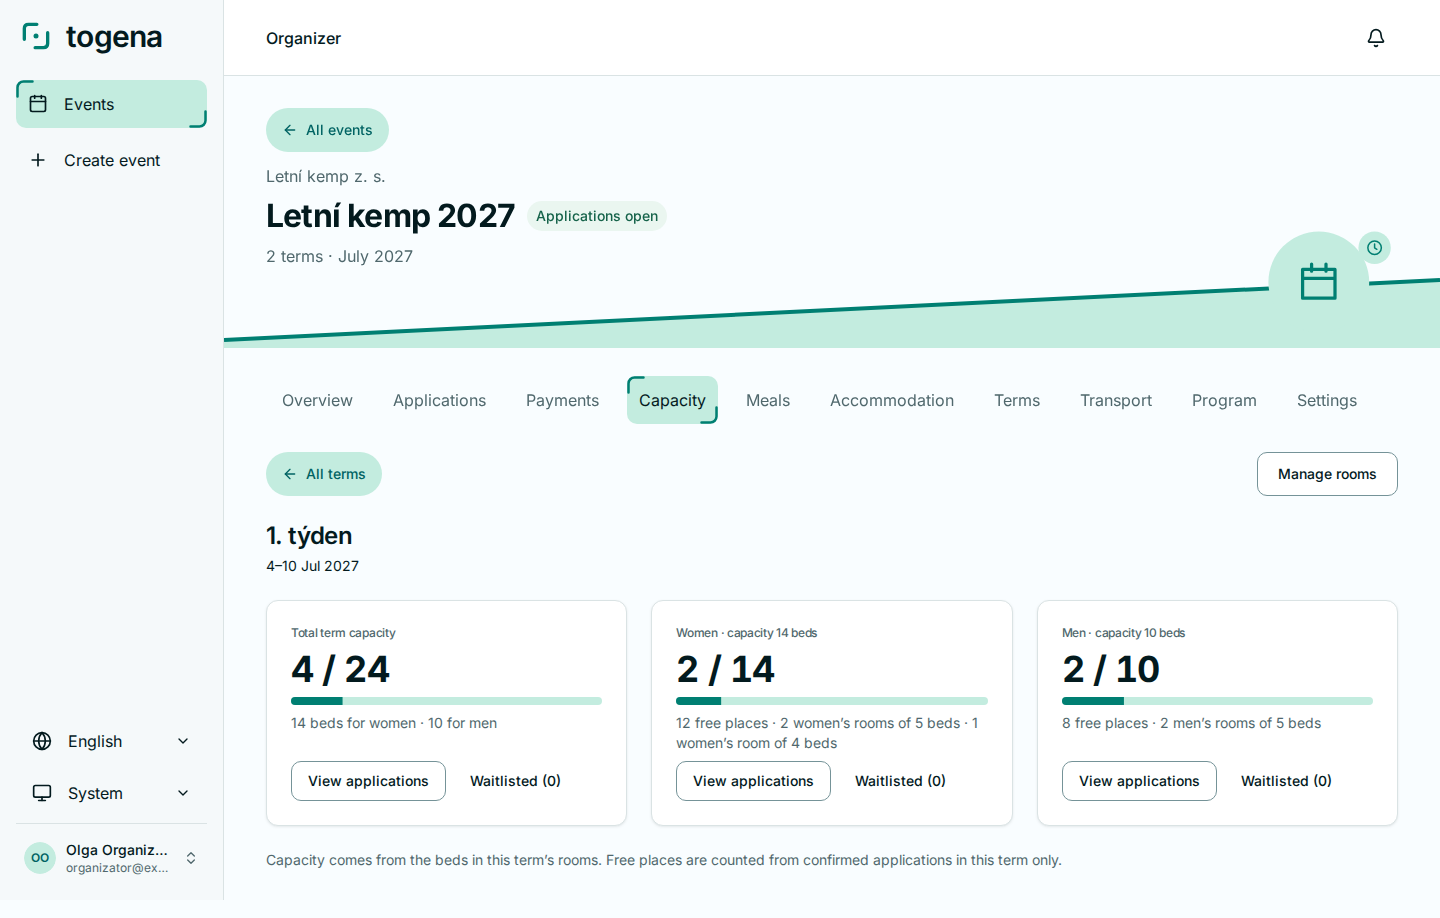 togena
Organizer
Events
Create event
All events
Letní kemp z. s.
Letní kemp 2027
Applications open
2 terms · July 2027
Overview
Applications
Payments
Capacity
Meals
Accommodation
Terms
Transport
Program
Settings
All terms
Manage rooms
1. týden
4–10 Jul 2027
Total term capacity
4 / 24
14 beds for women · 10 for men
View applications
Waitlisted (0)
Women · capacity 14 beds
2 / 14
12 free places · 2 women’s rooms of 5 beds · 1
women’s room of 4 beds
View applications
Waitlisted (0)
Men · capacity 10 beds
2 / 10
8 free places · 2 men’s rooms of 5 beds
View applications
Waitlisted (0)
Capacity comes from the beds in this term’s rooms. Free places are counted from confirmed applications in this term only.
English
System
OO
Olga Organiz...
organizator@ex...